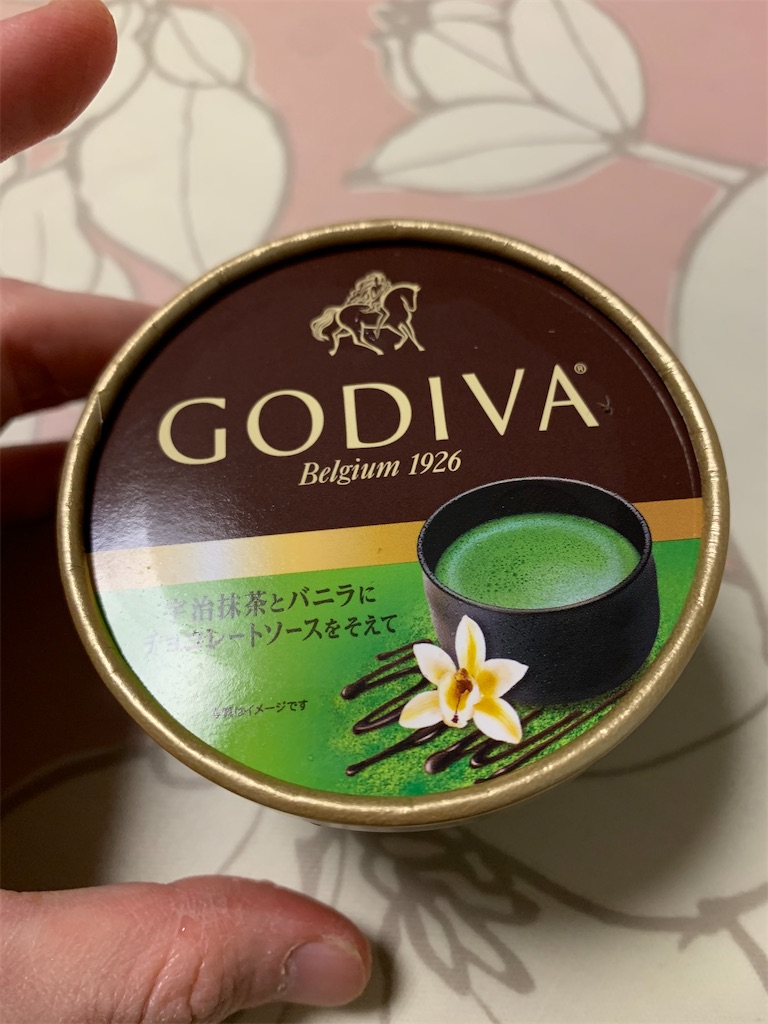 GODIVA®
Belgium 1926
宇治抹茶とバニラに
チョコレートソースをそえて
写真はイメージです